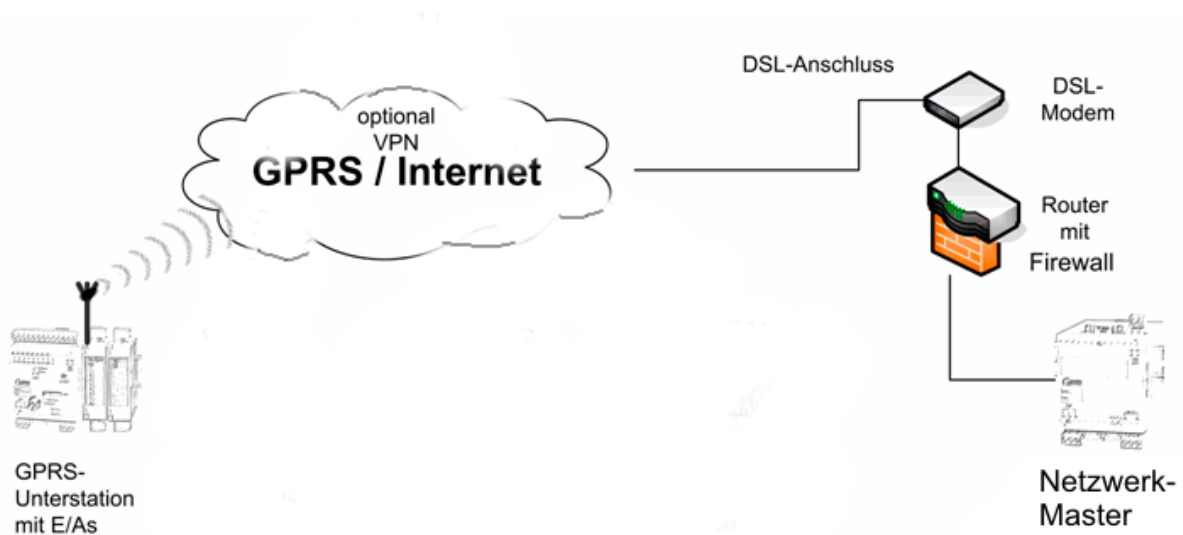 DSL-Anschluss
DSL-
Modem
optional
VPN
GPRS / Internet
Router
mit
Firewall
GPRS-
Unterstation
mit E/As
Netzwerk-
Master